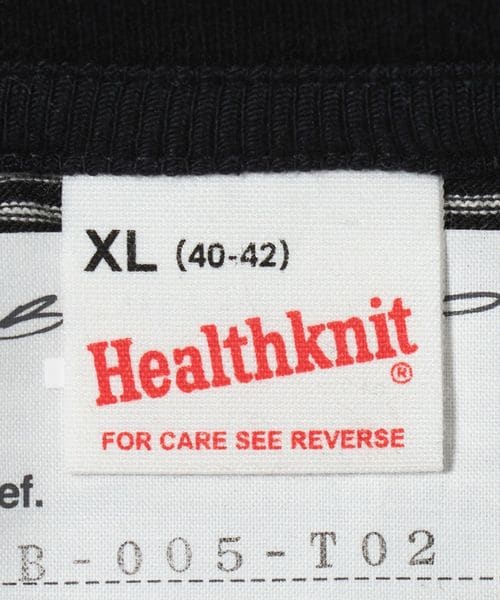 XL (40-42)
Healthknit®
FOR CARE SEE REVERSE
ef.
B-005-T02